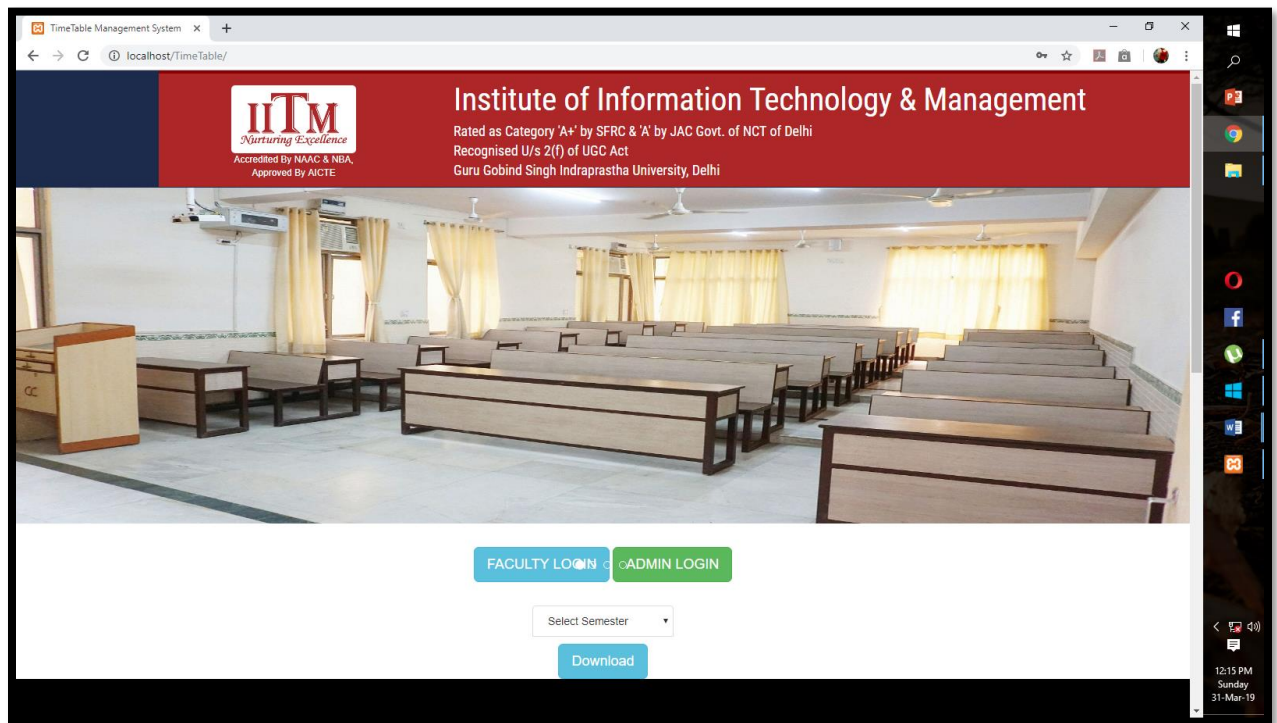 TimeTable Management System
localhost/TimeTable/
IITM
Nurturing Excellence
Accredited By NAAC & NBA,
Approved By AICTE
Institute of Information Technology & Management
Rated as Category 'A+' by SFRC & 'A' by JAC Govt. of NCT of Delhi
Recognised U/s 2(f) of UGC Act
Guru Gobind Singh Indraprastha University, Delhi
FACULTY LOGIN
ADMIN LOGIN
Select Semester
Download
12:15 PM
Sunday
31-Mar-19